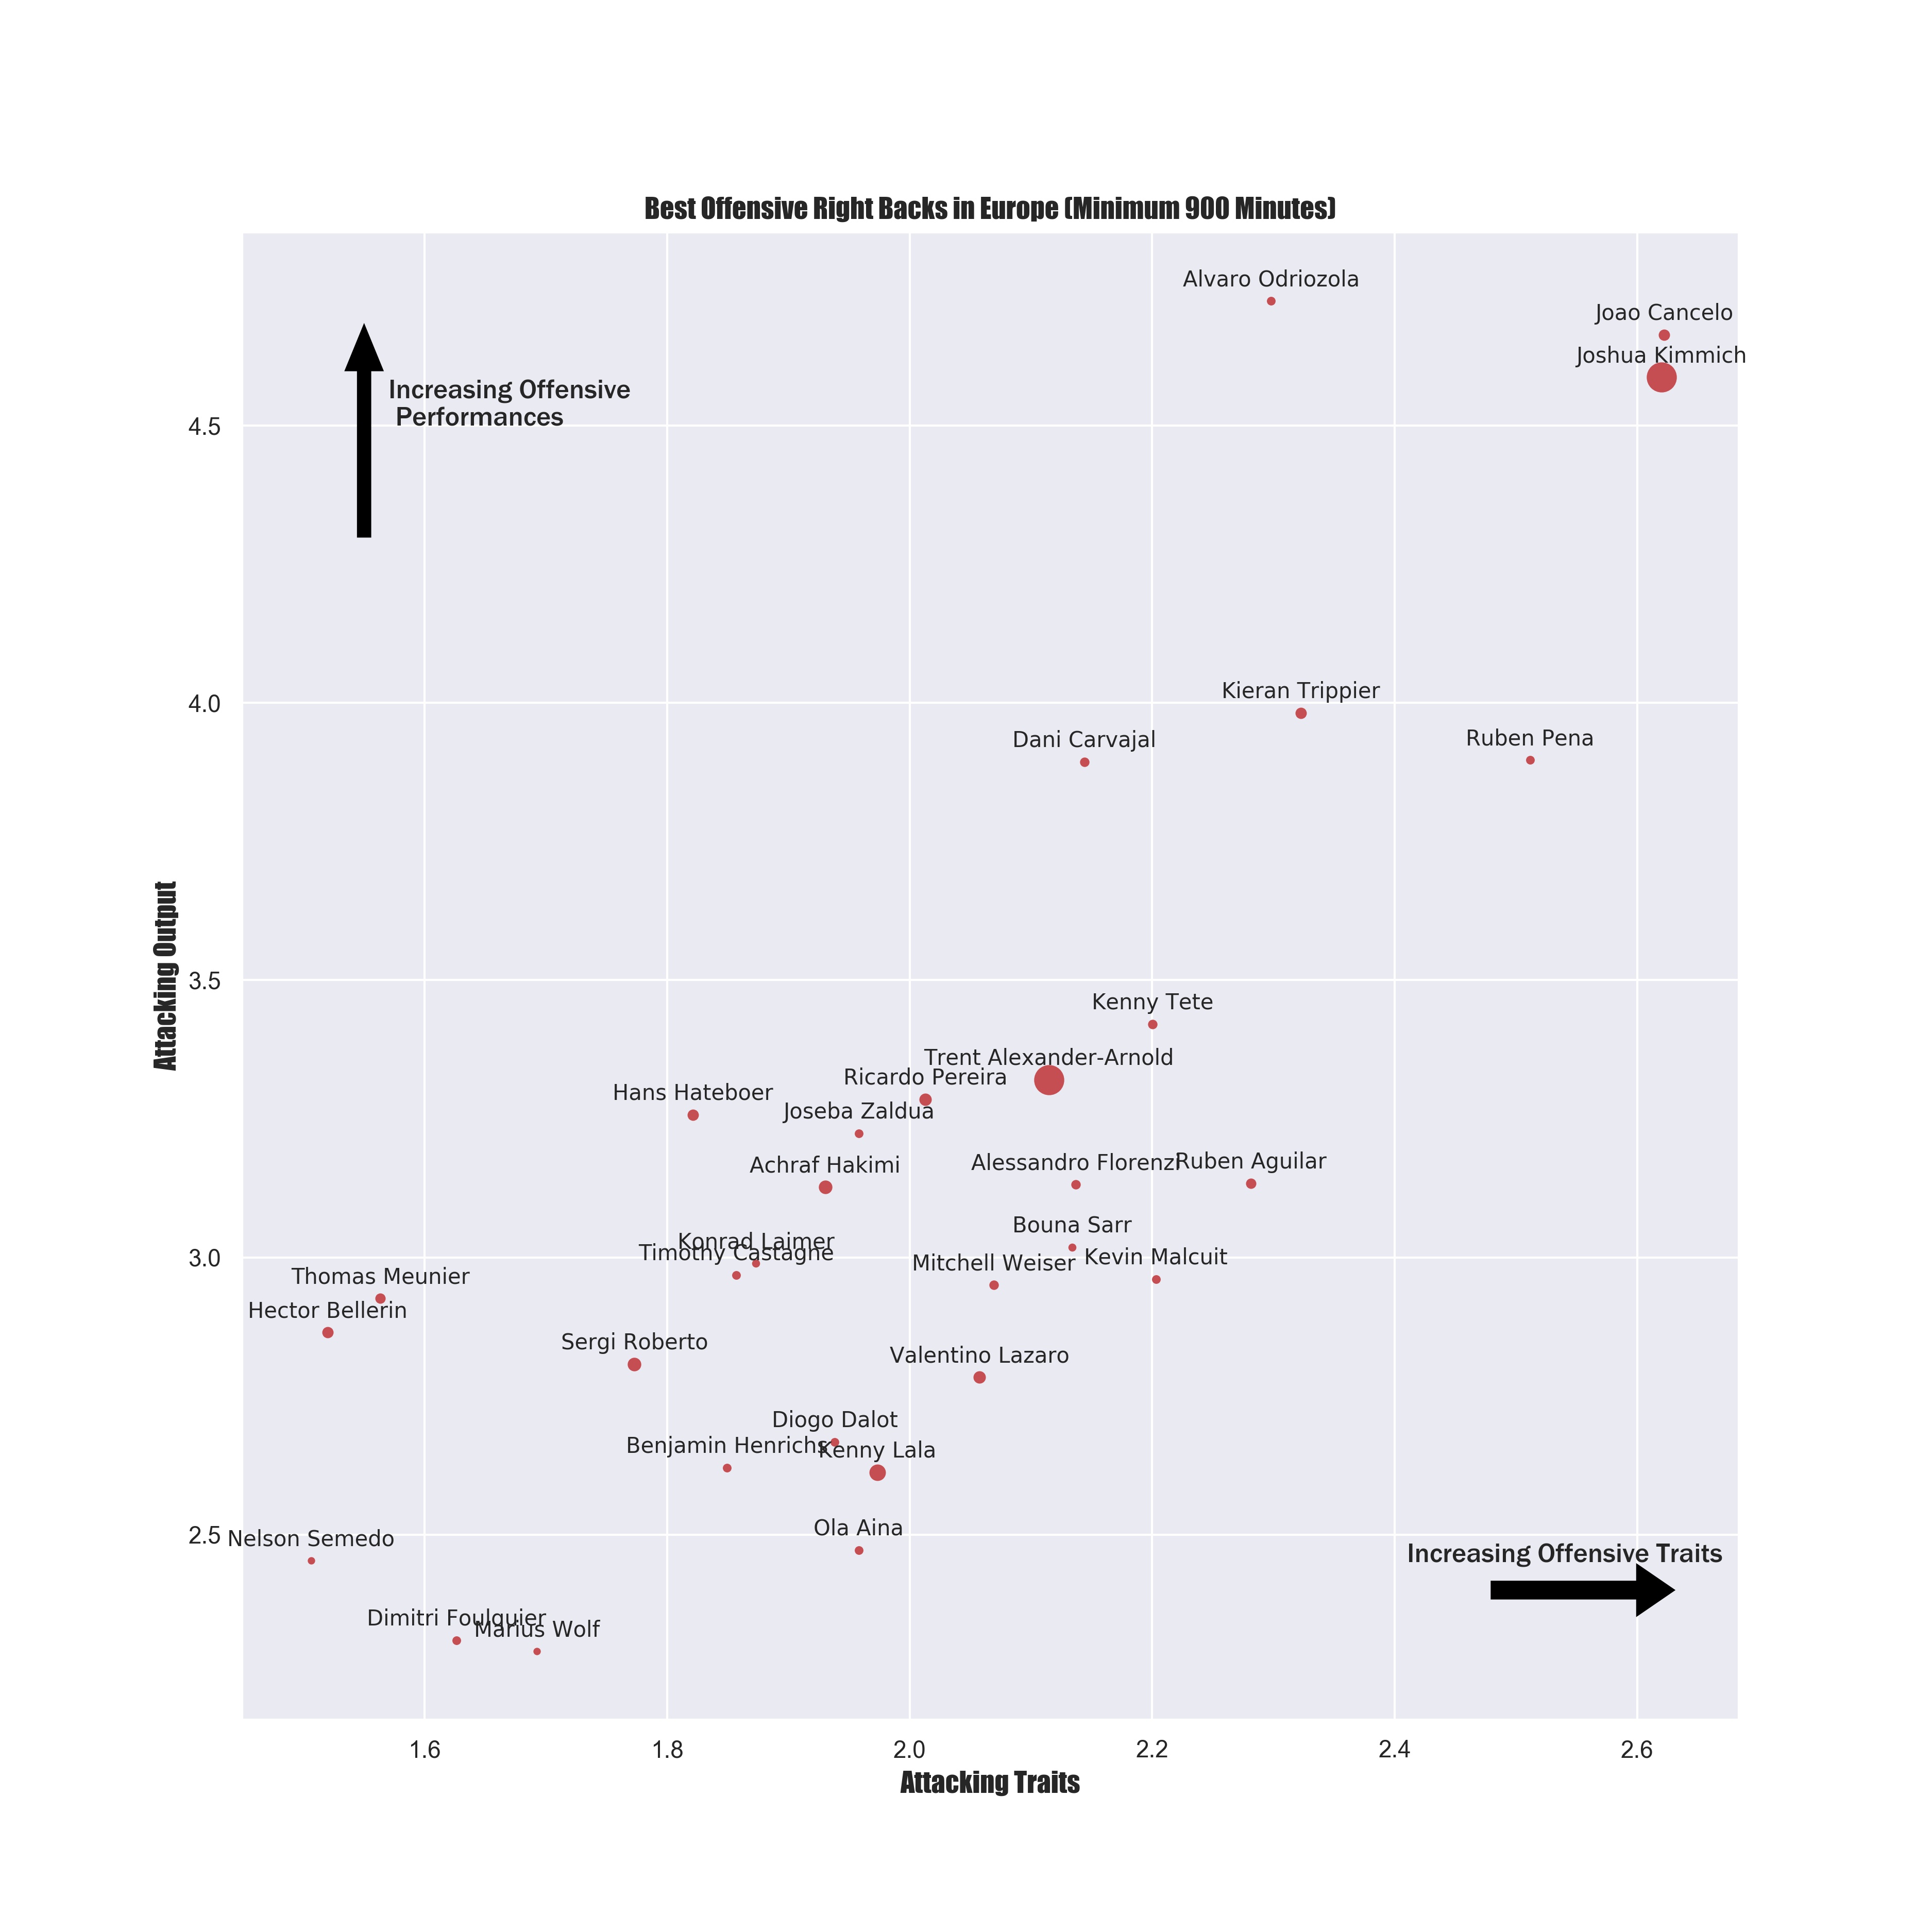 Best Offensive Right Backs in Europe (Minimum 900 Minutes)
Alvaro Odriozola
Joao Cancelo
Joshua Kimmich
Increasing Offensive
Performances
4.5
Kieran Trippier
4.0
Dani Carvajal
Ruben Pena
Attacking Output
3.5
Kenny Tete
Trent Alexander-Arnold
Ricardo Pereira
Hans Hateboer
Joseba Zaldua
Achraf Hakimi
Alessandro Florenzi
Ruben Aguilar
Bouna Sarr
Konrad Laimer
Timothy Castagne
3.0
Mitchell Weiser
Kevin Malcuit
Thomas Meunier
Hector Bellerin
Sergi Roberto
Valentino Lazaro
Diogo Dalot
Benjamin Henrichs
Kenny Lala
Ola Aina
2.5
Nelson Semedo
Increasing Offensive Traits
Dimitri Foulquier
Marius Wolf
1.6
1.8
2.0
2.2
2.4
2.6
Attacking Traits